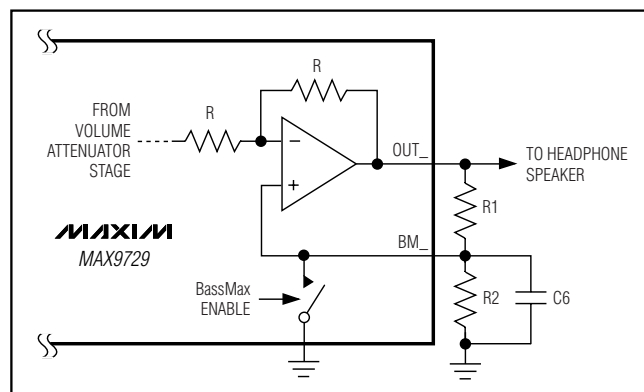 R
FROM
VOLUME
ATTENUATOR
STAGE
R
−
+
OUT_
TO HEADPHONE
SPEAKER
R1
MAXIM
MAX9729
BM_
BassMax
ENABLE
R2
C6